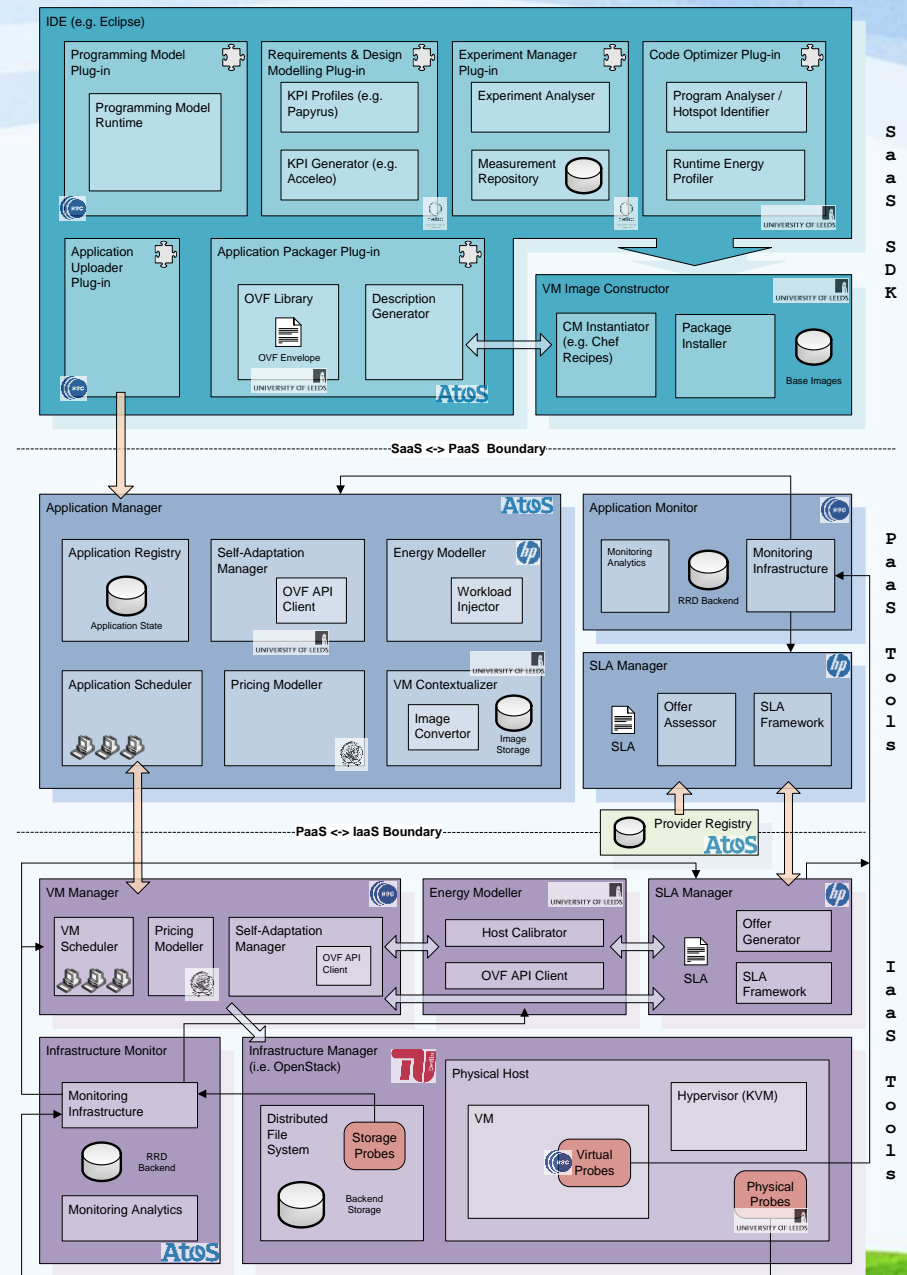 IDE (e.g. Eclipse)
Programming Model
Plug-in
Programming Model
Runtime
Requirements & Design
Modelling Plug-in
KPI Profiles (e.g.
Papyrus)
KPI Generator (e.g.
Acceleo)
Experiment Manager
Plug-in
Experiment Analyser
Measurement
Repository
Code Optimizer Plug-in
Program Analyser /
Hotspot Identifier
Runtime Energy
Profiler
UNIVERSITY OF LEEDS
SaaS SDK
Application
Uploader
Plug-in
Application Packager Plug-in
OVF Library
OVF Envelope
UNIVERSITY OF LEEDS
Description
Generator
Atos
VM Image Constructor
UNIVERSITY OF LEEDS
CM Instantiator
(e.g. Chef
Recipes)
Package
Installer
Base Images
SaaS <-> PaaS Boundary
Application Manager
Atos
Application Registry
Application State
Self-Adaptation
Manager
OVF API
Client
UNIVERSITY OF LEEDS
Energy Modeller
hp
Workload
Injector
Application Scheduler
Pricing Modeller
UNIVERSITY OF LEEDS
VM Contextualizer
Image
Convertor
Image
Storage
Application Monitor
Monitoring
Analytics
RRD Backend
Monitoring
Infrastructure
SLA Manager
hp
SLA
Offer
Assessor
SLA
Framework
PaaS Tools
PaaS <-> IaaS Boundary
Provider Registry
Atos
VM Manager
VM
Scheduler
Pricing
Modeller
Self-Adaptation
Manager
OVF API
Client
Energy Modeller
UNIVERSITY OF LEEDS
Host Calibrator
OVF API Client
SLA Manager
hp
SLA
Offer
Generator
SLA
Framework
IaaS Tools
Infrastructure Monitor
Monitoring
Infrastructure
RRD
Backend
Monitoring Analytics
Atos
Infrastructure Manager
(i.e. OpenStack)
Distributed
File
System
Storage
Probes
Backend
Storage
Physical Host
VM
Virtual
Probes
Hypervisor (KVM)
Physical
Probes
UNIVERSITY OF LEEDS